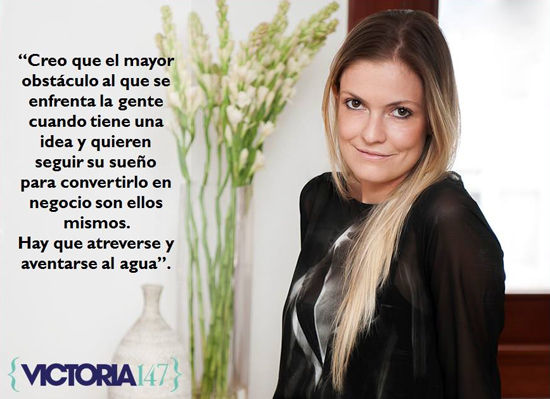 “Creo que el mayor
obstáculo al que se
enfrenta la gente
cuando tiene una
idea y quieren
seguir su sueño
para convertirlo en
negocio son ellos
mismos.
Hay que atreverse y
aventarse al agua”.
{VICTORIA147}